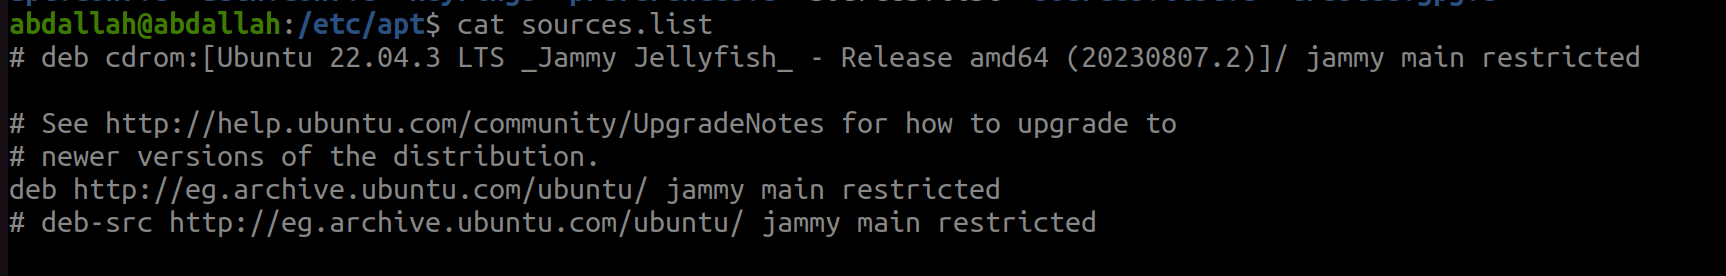 abdallah@abdallah:/etc/apt$ cat sources.list
# deb cdrom:[Ubuntu 22.04.3 LTS _Jammy Jellyfish_ - Release amd64 (20230807.2)]/ jammy main restricted
# See http://help.ubuntu.com/community/UpgradeNotes for how to upgrade to
# newer versions of the distribution.
deb http://eg.archive.ubuntu.com/ubuntu/ jammy main restricted
# deb-src http://eg.archive.ubuntu.com/ubuntu/ jammy main restricted